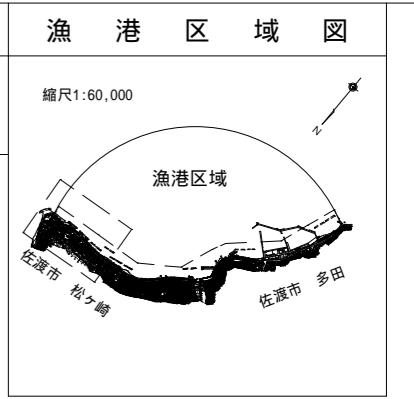 漁港区域図
縮尺1:60,000
N
漁港区域
佐渡市 松ヶ崎
佐渡市 多田